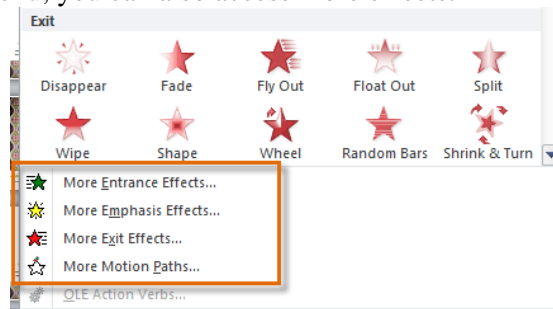 Exit
Disappear Fade Fly Out Float Out Split
Wipe Shape Wheel Random Bars Shrink & Turn
More Entrance Effects...
More Emphasis Effects...
More Exit Effects...
More Motion Paths...
OLE Action Verbs...